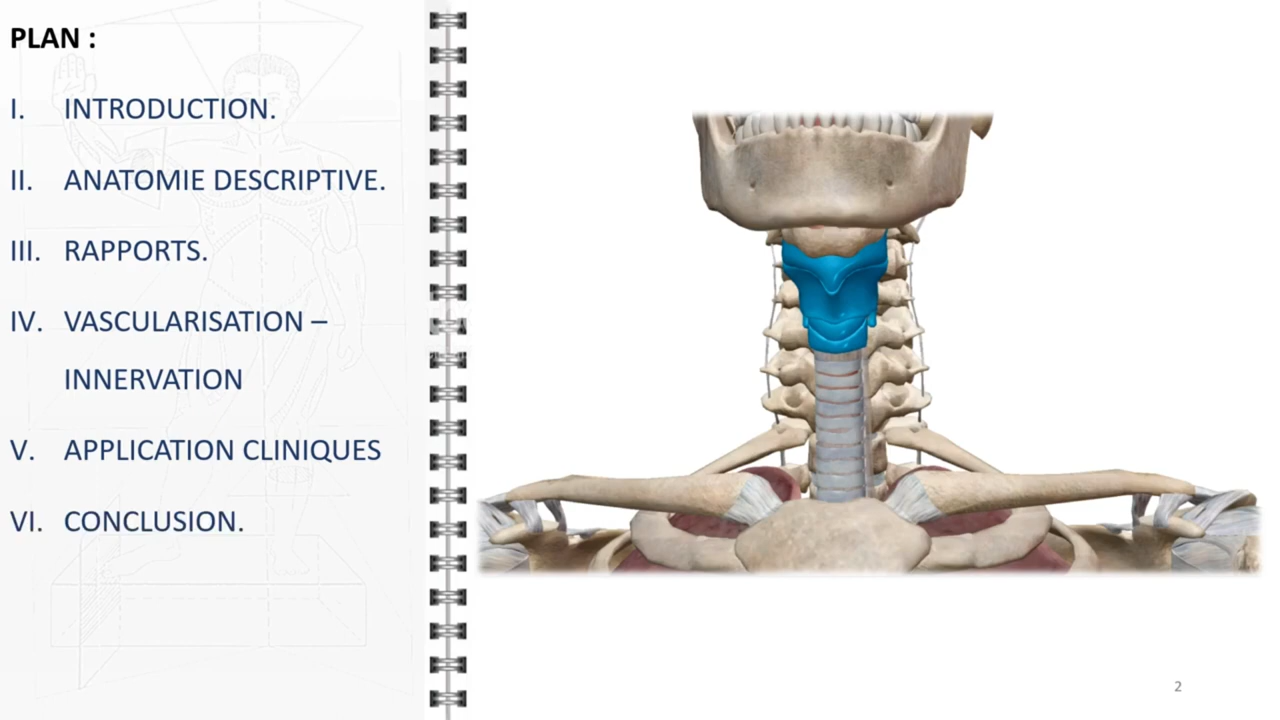 PLAN :
I. INTRODUCTION.
II. ANATOMIE DESCRIPTIVE.
III. RAPPORTS.
IV. VASCULARISATION –
INNERVATION
V. APPLICATION CLINIQUES
VI. CONCLUSION.
2